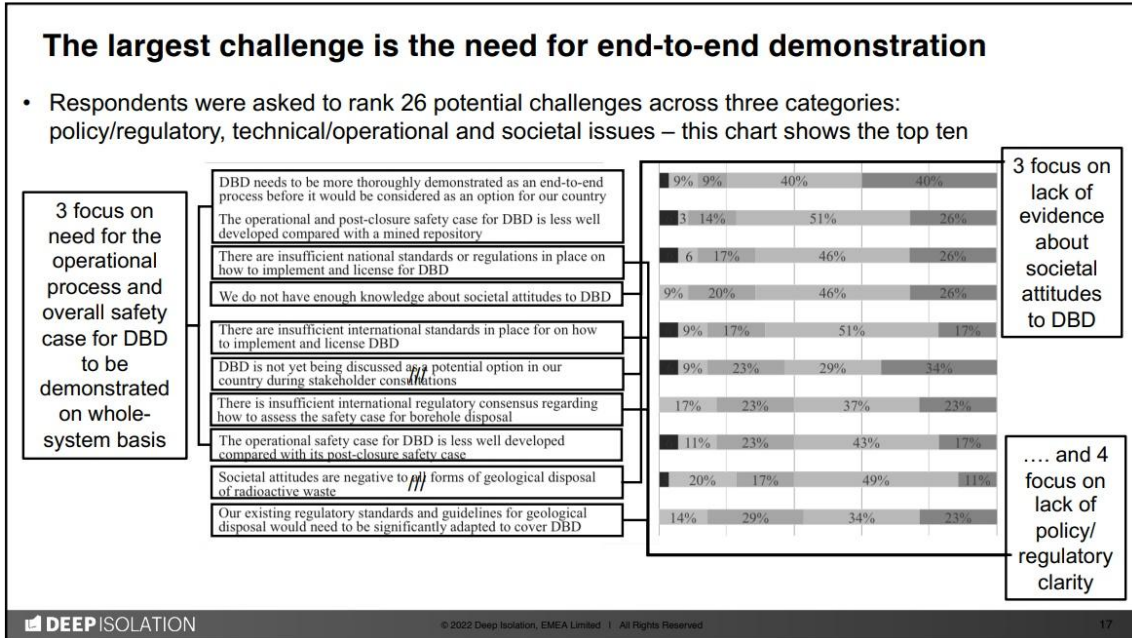 The largest challenge is the need for end-to-end demonstration
• Respondents were asked to rank 26 potential challenges across three categories:
policy/regulatory, technical/operational and societal issues – this chart shows the top ten
3 focus on
need for the
operational
process and
overall safety
case for DBD
to be
demonstrated
on whole-
system basis
DBD needs to be more thoroughly demonstrated as an end-to-end
process before it would be considered as an option for our country
9% 9% 40% 40%
The operational and post-closure safety case for DBD is less well
developed compared with a mined repository
3 14% 51% 26%
There are insufficient national standards or regulations in place on
how to implement and license for DBD
6 17% 46% 26%
We do not have enough knowledge about societal attitudes to DBD
9% 20% 46% 26%
There are insufficient international standards in place for on how
to implement and license DBD
9% 17% 51% 17%
DBD is not yet being discussed as a potential option in our
country during stakeholder consultations
9% 23% 29% 34%
There is insufficient international regulatory consensus regarding
how to assess the safety case for borehole disposal
17% 23% 37% 23%
The operational safety case for DBD is less well developed
compared with its post-closure safety case
11% 23% 43% 17%
Societal attitudes are negative to all forms of geological disposal
of radioactive waste
20% 17% 49% 11%
Our existing regulatory standards and guidelines for geological
disposal would need to be significantly adapted to cover DBD
14% 29% 34% 23%
3 focus on
lack of
evidence
about
societal
attitudes
to DBD
.... and 4
focus on
lack of
policy/
regulatory
clarity
DEEPISOLATION
© 2022 Deep Isolation, EMEA Limited | All Rights Reserved
17